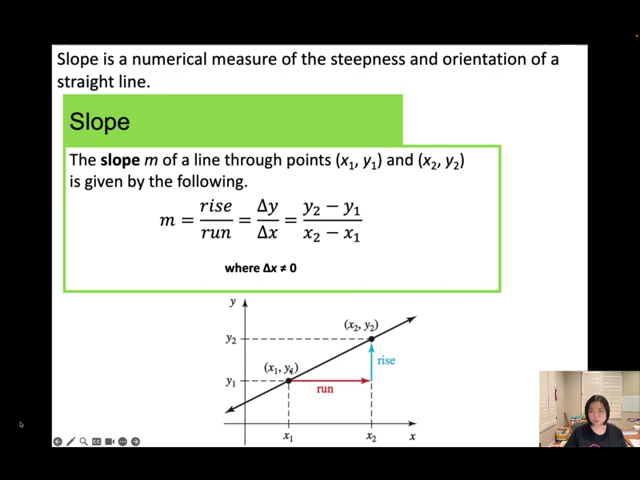 Slope is a numerical measure of the steepness and orientation of a
straight line.
Slope
The slope m of a line through points (x₁, y₁) and (x₂, y₂)
is given by the following.
m = rise/run = Δy/Δx = (y₂ − y₁)/(x₂ − x₁)
where Δx ≠ 0
y
(x₂, y₂)
y₂
rise
(x₁, y₁)
y₁
run
x₁
x₂
x